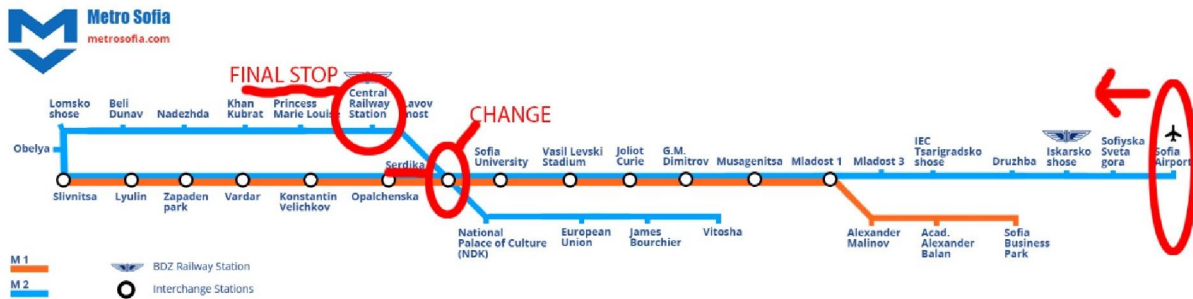 Metro Sofia
metrosofia.com
FINAL STOP
CHANGE
Lomsko
shose
Beli
Dunav
Nadezhda
Khan
Kubrat
Princess
Marie Louise
Central
Railway
Station
Lavov
most
Obelya
Serdika
Sofia
University
Vasil Levski
Stadium
Joliot
Curie
G.M.
Dimitrov
Musagenitsa
Mladost 1
Mladost 3
IEC
Tsarigradsko
shose
Druzhba
Iskarsko
shose
Sofiyska
Sveta
gora
Sofia
Airport
Slivnitsa
Lyulin
Zapaden
park
Vardar
Konstantin
Velichkov
Opalchenska
National
Palace of Culture
(NDK)
European
Union
James
Bourchier
Vitosha
Alexander
Malinov
Acad.
Alexander
Balan
Sofia
Business
Park
M 1
M 2
BDZ Railway Station
Interchange Stations